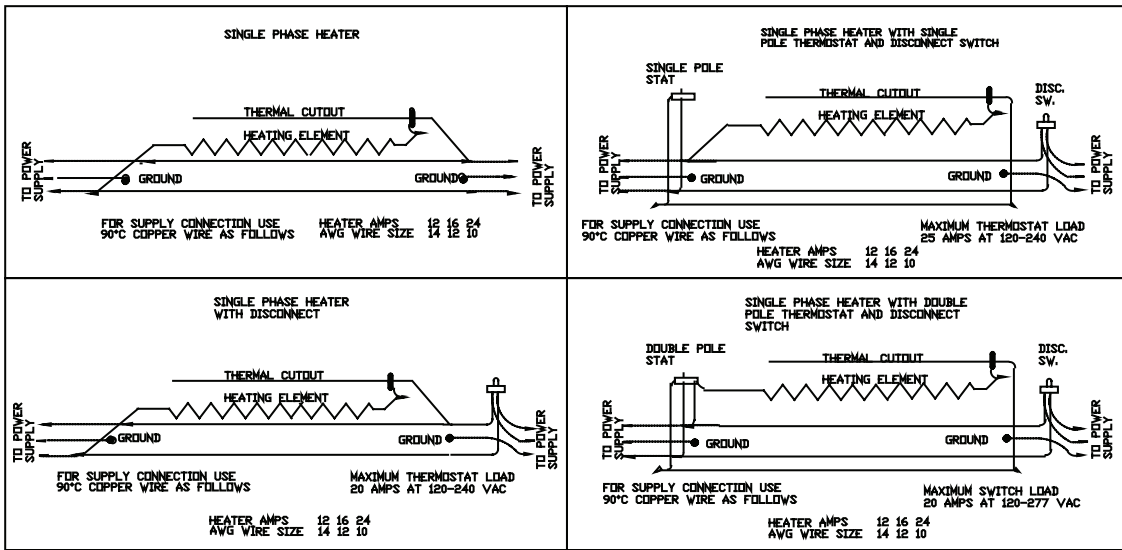 SINGLE PHASE HEATER
THERMAL CUTOUT
HEATING ELEMENT
TO POWER
SUPPLY
GROUND
GROUND
TO POWER
SUPPLY
FOR SUPPLY CONNECTION USE
90°C COPPER WIRE AS FOLLOWS
HEATER AMPS 12 16 24
AWG WIRE SIZE 14 12 10
SINGLE PHASE HEATER WITH SINGLE
POLE THERMOSTAT AND DISCONNECT SWITCH
SINGLE POLE
STAT
THERMAL CUTOUT
HEATING ELEMENT
DISC.
SW.
TO POWER
SUPPLY
GROUND
GROUND
TO POWER
SUPPLY
FOR SUPPLY CONNECTION USE
90°C COPPER WIRE AS FOLLOWS
MAXIMUM THERMOSTAT LOAD
25 AMPS AT 120-240 VAC
HEATER AMPS 12 16 24
AWG WIRE SIZE 14 12 10
SINGLE PHASE HEATER
WITH DISCONNECT
THERMAL CUTOUT
HEATING ELEMENT
TO POWER
SUPPLY
GROUND
GROUND
TO POWER
SUPPLY
FOR SUPPLY CONNECTION USE
90°C COPPER WIRE AS FOLLOWS
MAXIMUM THERMOSTAT LOAD
20 AMPS AT 120-240 VAC
HEATER AMPS 12 16 24
AWG WIRE SIZE 14 12 10
SINGLE PHASE HEATER WITH DOUBLE
POLE THERMOSTAT AND DISCONNECT
SWITCH
DOUBLE POLE
STAT
THERMAL CUTOUT
HEATING ELEMENT
DISC.
SW.
TO POWER
SUPPLY
GROUND
GROUND
TO POWER
SUPPLY
FOR SUPPLY CONNECTION USE
90°C COPPER WIRE AS FOLLOWS
MAXIMUM SWITCH LOAD
20 AMPS AT 120-277 VAC
HEATER AMPS 12 16 24
AWG WIRE SIZE 14 12 10